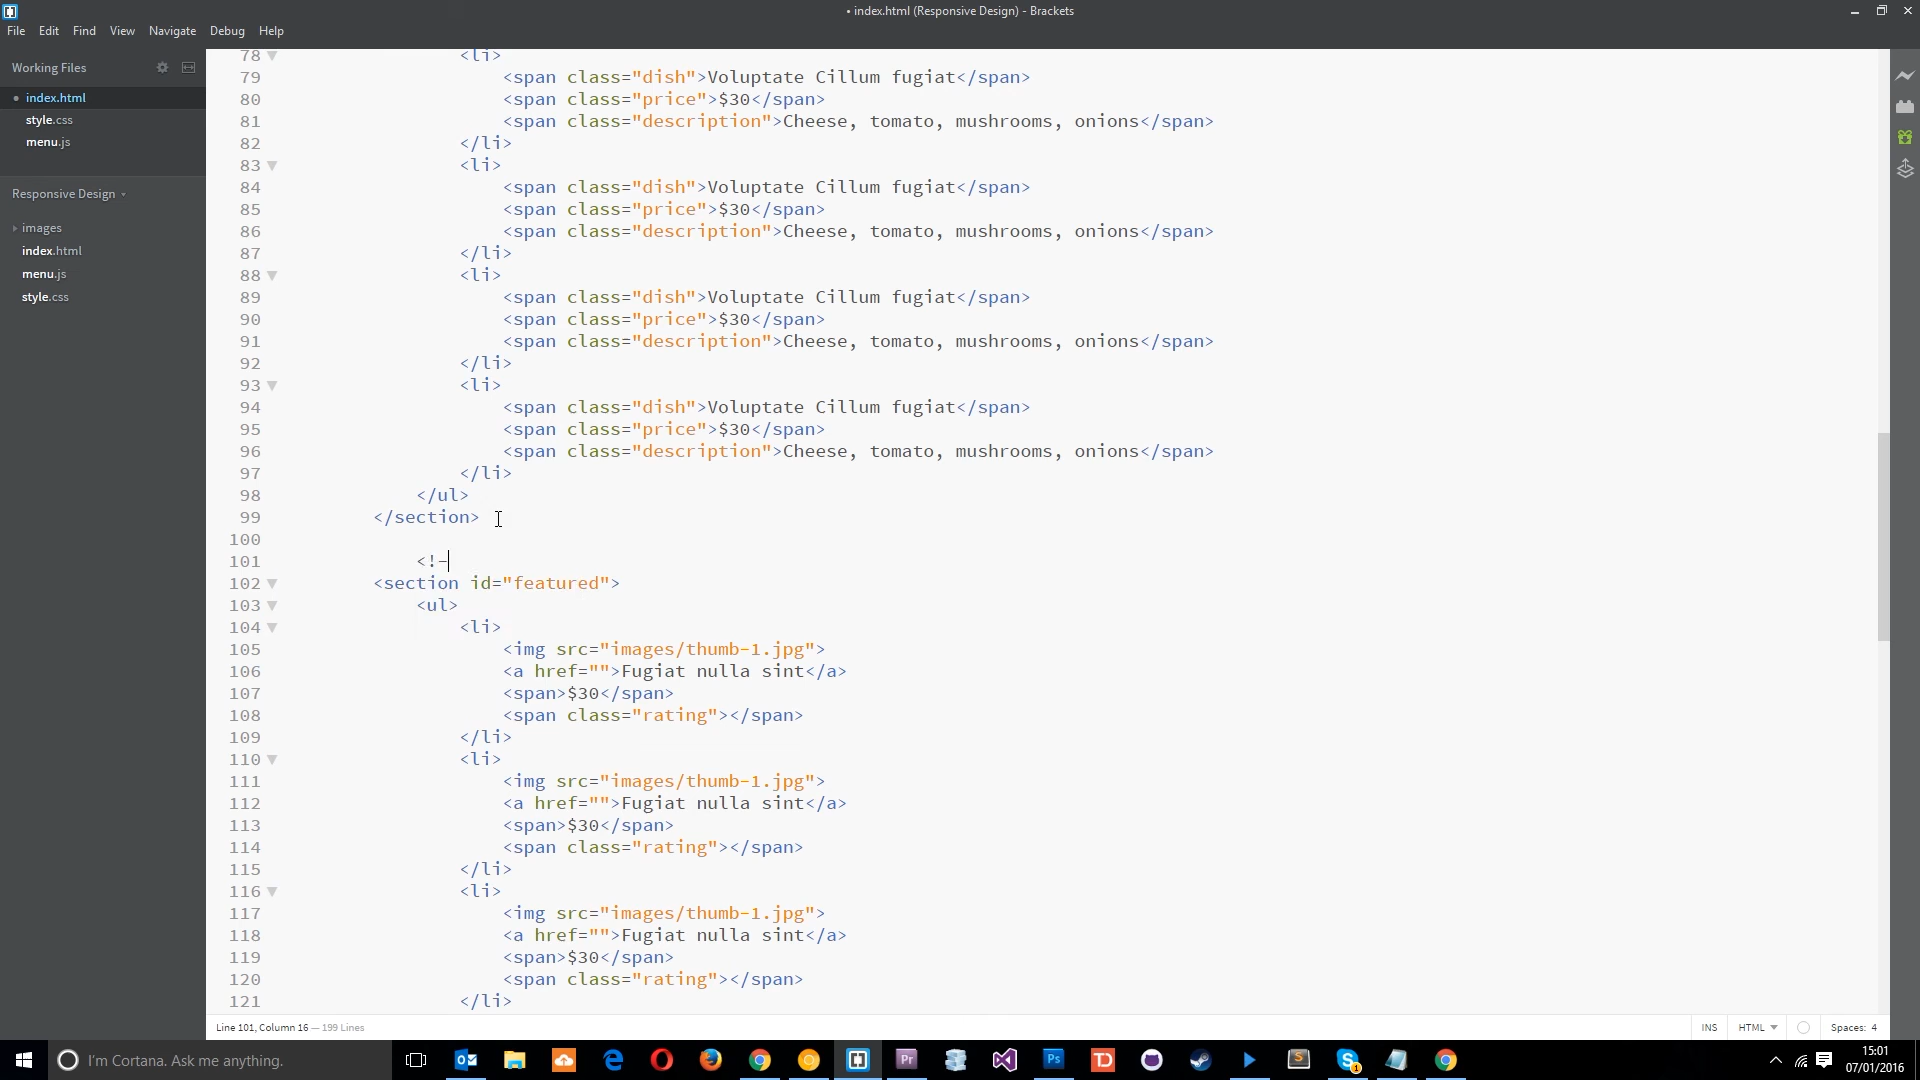 • index.html (Responsive Design) - Brackets
File Edit Find View Navigate Debug Help
Working Files
• index.html
style.css
menu.js
Responsive Design
images
index.html
menu.js
style.css
78 <li>
79 <span class="dish">Voluptate Cillum fugiat</span>
80 <span class="price">$30</span>
81 <span class="description">Cheese, tomato, mushrooms, onions</span>
82 </li>
83 <li>
84 <span class="dish">Voluptate Cillum fugiat</span>
85 <span class="price">$30</span>
86 <span class="description">Cheese, tomato, mushrooms, onions</span>
87 </li>
88 <li>
89 <span class="dish">Voluptate Cillum fugiat</span>
90 <span class="price">$30</span>
91 <span class="description">Cheese, tomato, mushrooms, onions</span>
92 </li>
93 <li>
94 <span class="dish">Voluptate Cillum fugiat</span>
95 <span class="price">$30</span>
96 <span class="description">Cheese, tomato, mushrooms, onions</span>
97 </li>
98 </ul>
99 </section>
100
101 <!-
102 <section id="featured">
103 <ul>
104 <li>
105 <img src="images/thumb-1.jpg">
106 <a href="">Fugiat nulla sint</a>
107 <span>$30</span>
108 <span class="rating"></span>
109 </li>
110 <li>
111 <img src="images/thumb-1.jpg">
112 <a href="">Fugiat nulla sint</a>
113 <span>$30</span>
114 <span class="rating"></span>
115 </li>
116 <li>
117 <img src="images/thumb-1.jpg">
118 <a href="">Fugiat nulla sint</a>
119 <span>$30</span>
120 <span class="rating"></span>
121 </li>
Line 101, Column 16 — 199 Lines
INS HTML Spaces: 4
I'm Cortana. Ask me anything.
Pr
Ps
TD
S
1
15:01
07/01/2016